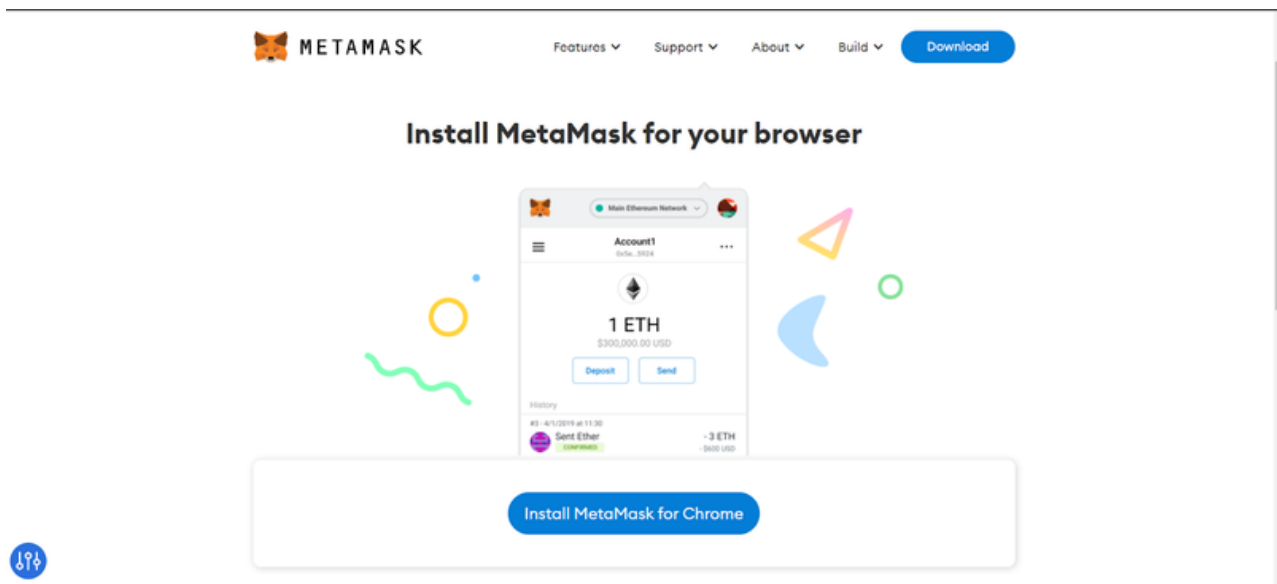 METAMASK
Features Support About Build Download
Install MetaMask for your browser
Main Ethereum Network
Account1
0x5e...5924
1 ETH
$300,000.00 USD
Deposit Send
History
#3 - 4/1/2019 at 11:30
Sent Ether - 3 ETH
CONFIRMED - $600 USD
Install MetaMask for Chrome